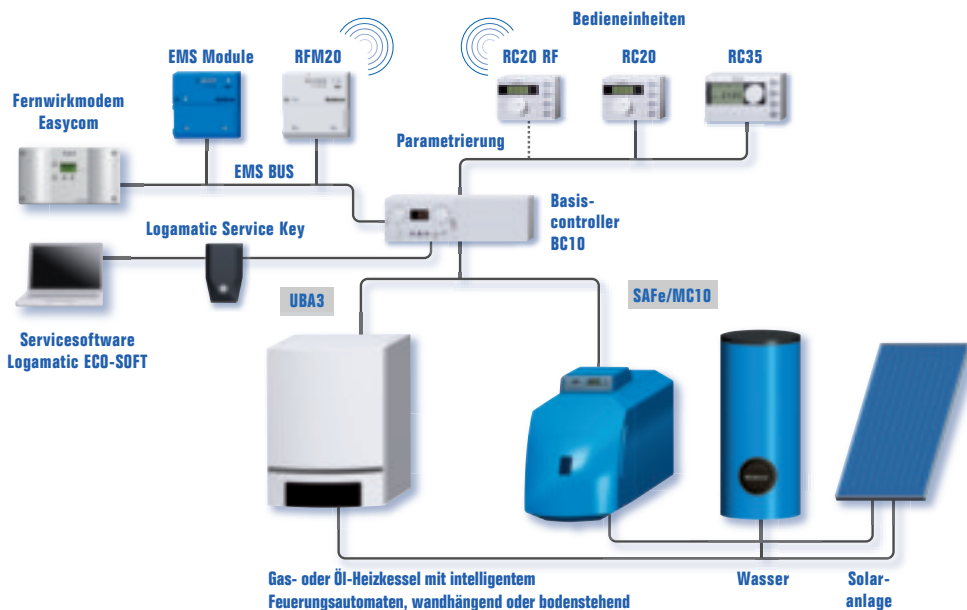 Bedieneinheiten
EMS Module
RFM20
RC20 RF
RC20
RC35
Fernwirkmodem
Easycom
Parametrierung
EMS BUS
Basis-
controller
BC10
Logamatic Service Key
UBA3
SAFe/MC10
Servicesoftware
Logamatic ECO-SOFT
Gas- oder Öl-Heizkessel mit intelligentem
Feuerungsautomaten, wandhängend oder bodenstehend
Wasser
Solar-
anlage